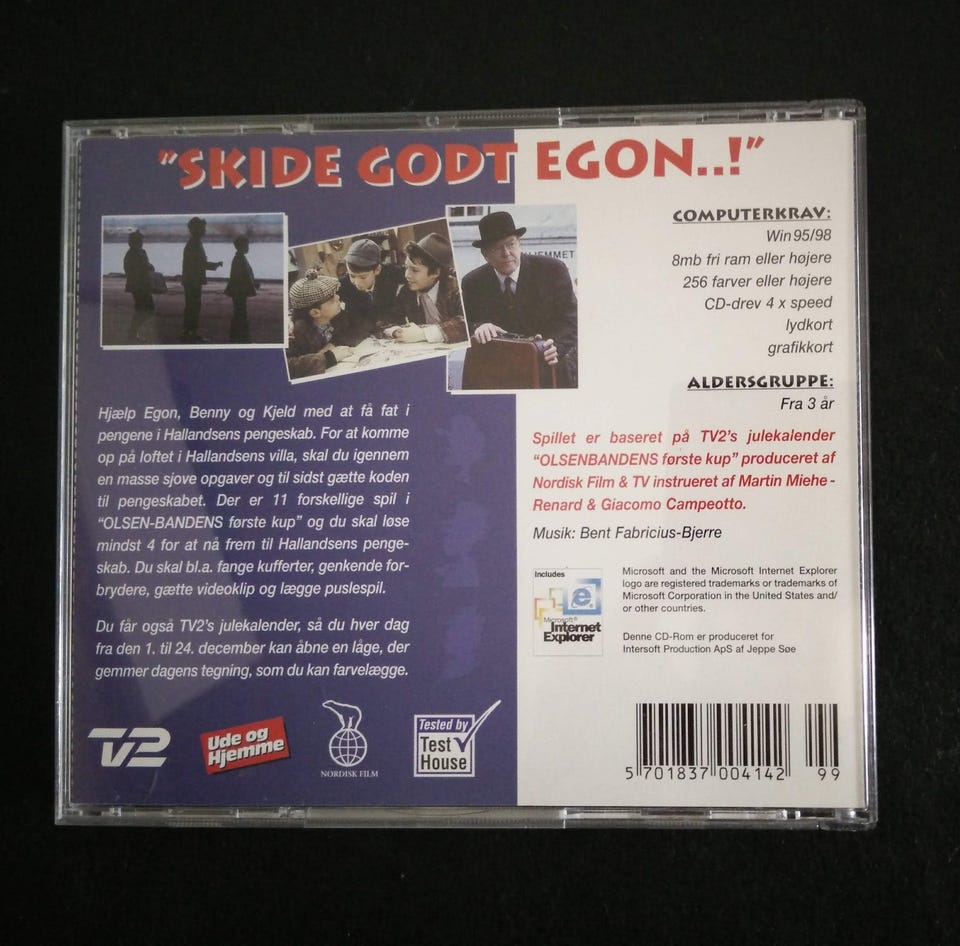 "SKIDE GODT EGON..!"
JEMMET
COMPUTERKRAV:
Win95/98
8mb fri ram eller højere
256 farver eller højere
CD-drev 4 x speed
lydkort
grafikkort
ALDERSGRUPPE:
Fra 3 år
Hjælp Egon, Benny og Kjeld med at få fat i
pengene i Hallandsens pengeskab. For at komme
op på loftet i Hallandsens villa, skal du igennem
en masse sjove opgaver og til sidst gætte koden
til pengeskabet. Der er 11 forskellige spil i
"OLSEN-BANDENS første kup" og du skal løse
mindst 4 for at nå frem til Hallandsens penge-
skab. Du skal bl.a. fange kufferter, genkende for-
brydere, gætte videoklip og lægge puslespil.
Du får også TV2's julekalender, så du hver dag
fra den 1. til 24. december kan åbne en låge, der
gemmer dagens tegning, som du kan farvelægge.
Spillet er baseret på TV2's julekalender
"OLSENBANDENS første kup" produceret af
Nordisk Film & TV instrueret af Martin Miehe-
Renard & Giacomo Campeotto.
Musik: Bent Fabricius-Bjerre
Includes
Microsoft®
Internet
Explorer
Microsoft and the Microsoft Internet Explorer
logo are registered trademarks or trademarks of
Microsoft Corporation in the United States and/
or other countries.
Denne CD-Rom er produceret for
Intersoft Production ApS af Jeppe Søe
TV2
Ude og
Hjemme
NORDISK FILM
Tested by
Test
House
5 701837 004142 99